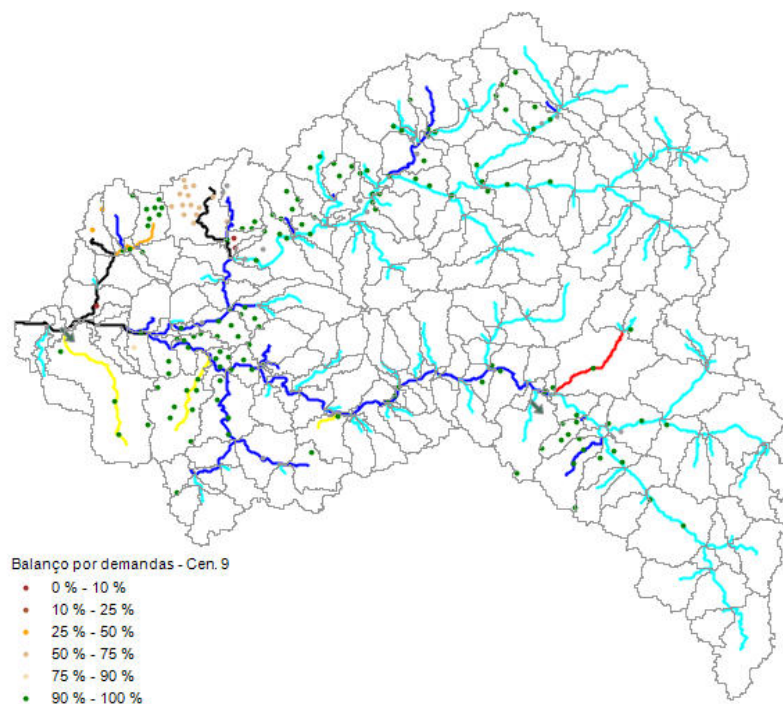 Balanço por demandas - Cen. 9
0 % - 10 %
10 % - 25 %
25 % - 50 %
50 % - 75 %
75 % - 90 %
90 % - 100 %